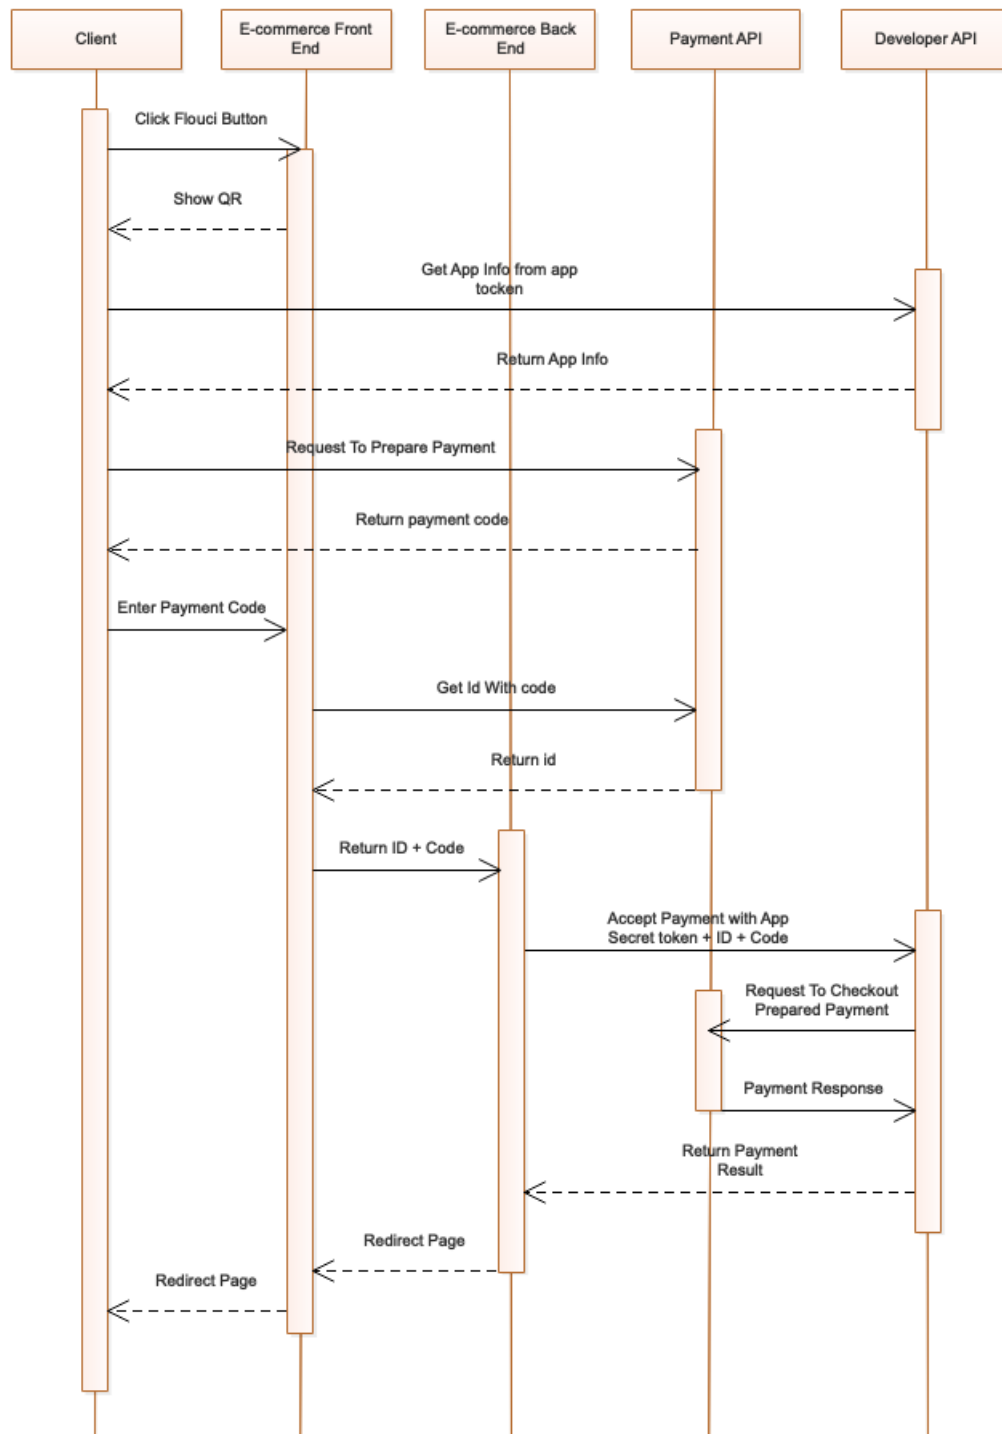 Client
E-commerce Front
End
E-commerce Back
End
Payment API
Developer API
Click Flouci Button
Show QR
Get App Info from app
tocken
Return App Info
Request To Prepare Payment
Return payment code
Enter Payment Code
Get Id With code
Return id
Return ID + Code
Accept Payment with App
Secret token + ID + Code
Request To Checkout
Prepared Payment
Payment Response
Return Payment
Result
Redirect Page
Redirect Page